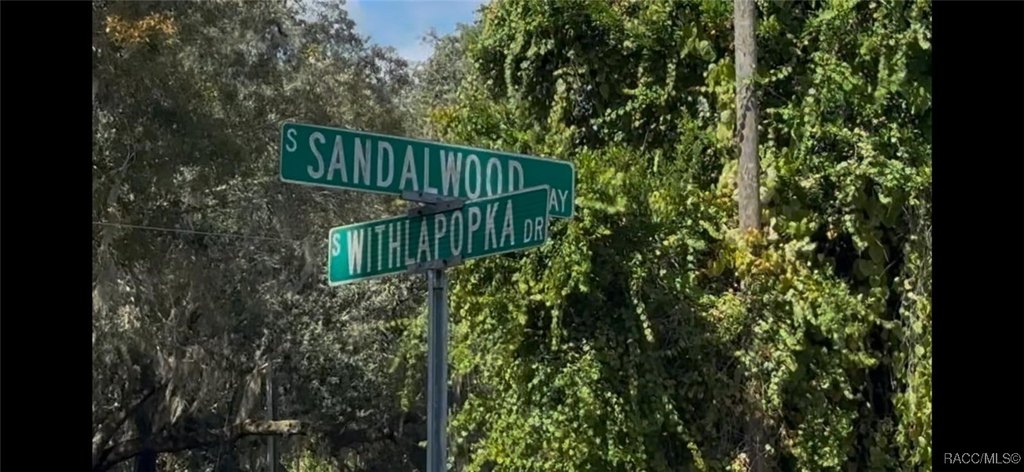 S SANDALWOOD AY
S WITHLAPOPKA DR
RACC/MLS©